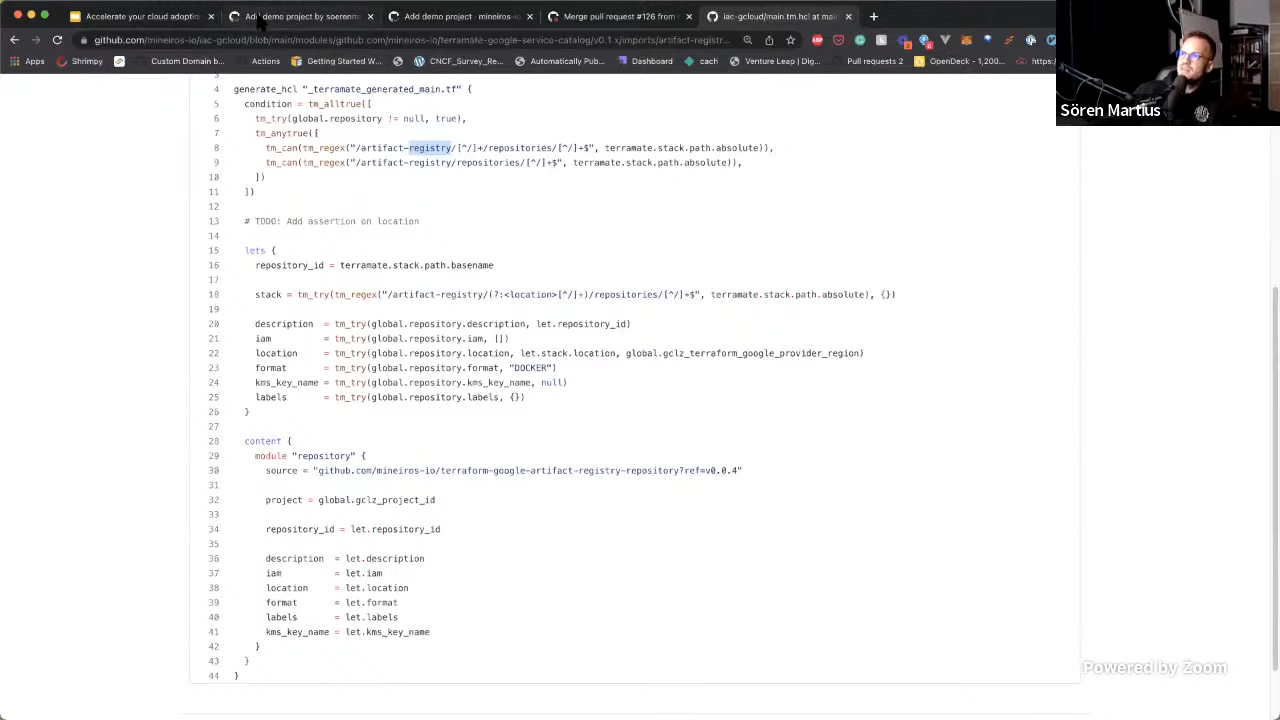 Accelerate your cloud adoption
Add demo project by soerenma
Add demo project · mineiros-io
Merge pull request #126 from
iac-gcloud/main.tm.hcl at main
github.com/mineiros-io/iac-gcloud/blob/main/modules/github.com/mineiros-io/terramate-google-service-catalog/v0.1.x/imports/artifact-registr...
Apps
Shrimpy
Custom Domain b...
Actions
Getting Started W...
CNCF_Survey_Rec...
Automatically Pub...
Dashboard
cach
Venture Leap | Dig...
Pull requests 2
OpenDeck - 1,200...
https:
Sören Martius
3
4 generate_hcl "_terramate_generated_main.tf" {
5 condition = tm_alltrue([
6 tm_try(global.repository != null, true),
7 tm_anytrue([
8 tm_can(tm_regex("/artifact-registry/[^/]+/repositories/[^/]+$", terramate.stack.path.absolute)),
9 tm_can(tm_regex("/artifact-registry/repositories/[^/]+$", terramate.stack.path.absolute)),
10 ])
11 ])
12
13 # TODO: Add assertion on location
14
15 lets {
16 repository_id = terramate.stack.path.basename
17
18 stack = tm_try(tm_regex("/artifact-registry/(?:<location>[^/]+)/repositories/[^/]+$", terramate.stack.path.absolute), {})
19
20 description = tm_try(global.repository.description, let.repository_id)
21 iam = tm_try(global.repository.iam, [])
22 location = tm_try(global.repository.location, let.stack.location, global.gclz_terraform_google_provider_region)
23 format = tm_try(global.repository.format, "DOCKER")
24 kms_key_name = tm_try(global.repository.kms_key_name, null)
25 labels = tm_try(global.repository.labels, {})
26 }
27
28 content {
29 module "repository" {
30 source = "github.com/mineiros-io/terraform-google-artifact-registry-repository?ref=v0.0.4"
31
32 project = global.gclz_project_id
33
34 repository_id = let.repository_id
35
36 description = let.description
37 iam = let.iam
38 location = let.location
39 format = let.format
40 labels = let.labels
41 kms_key_name = let.kms_key_name
42 }
43 }
44 }
Powered by Zoom